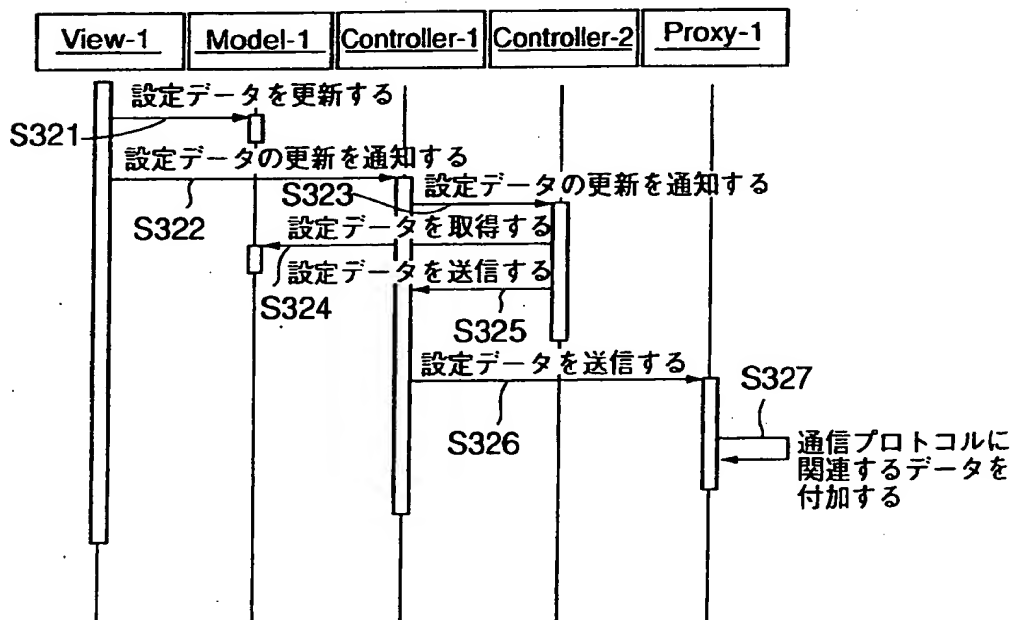 View-1
Model-1
Controller-1
Controller-2
Proxy-1
設定データを更新する
S321
設定データの更新を通知する
S322
S323
設定データの更新を通知する
設定データを取得する
S324
設定データを送信する
S325
設定データを送信する
S326
S327
通信プロトコルに
関連するデータを
付加する